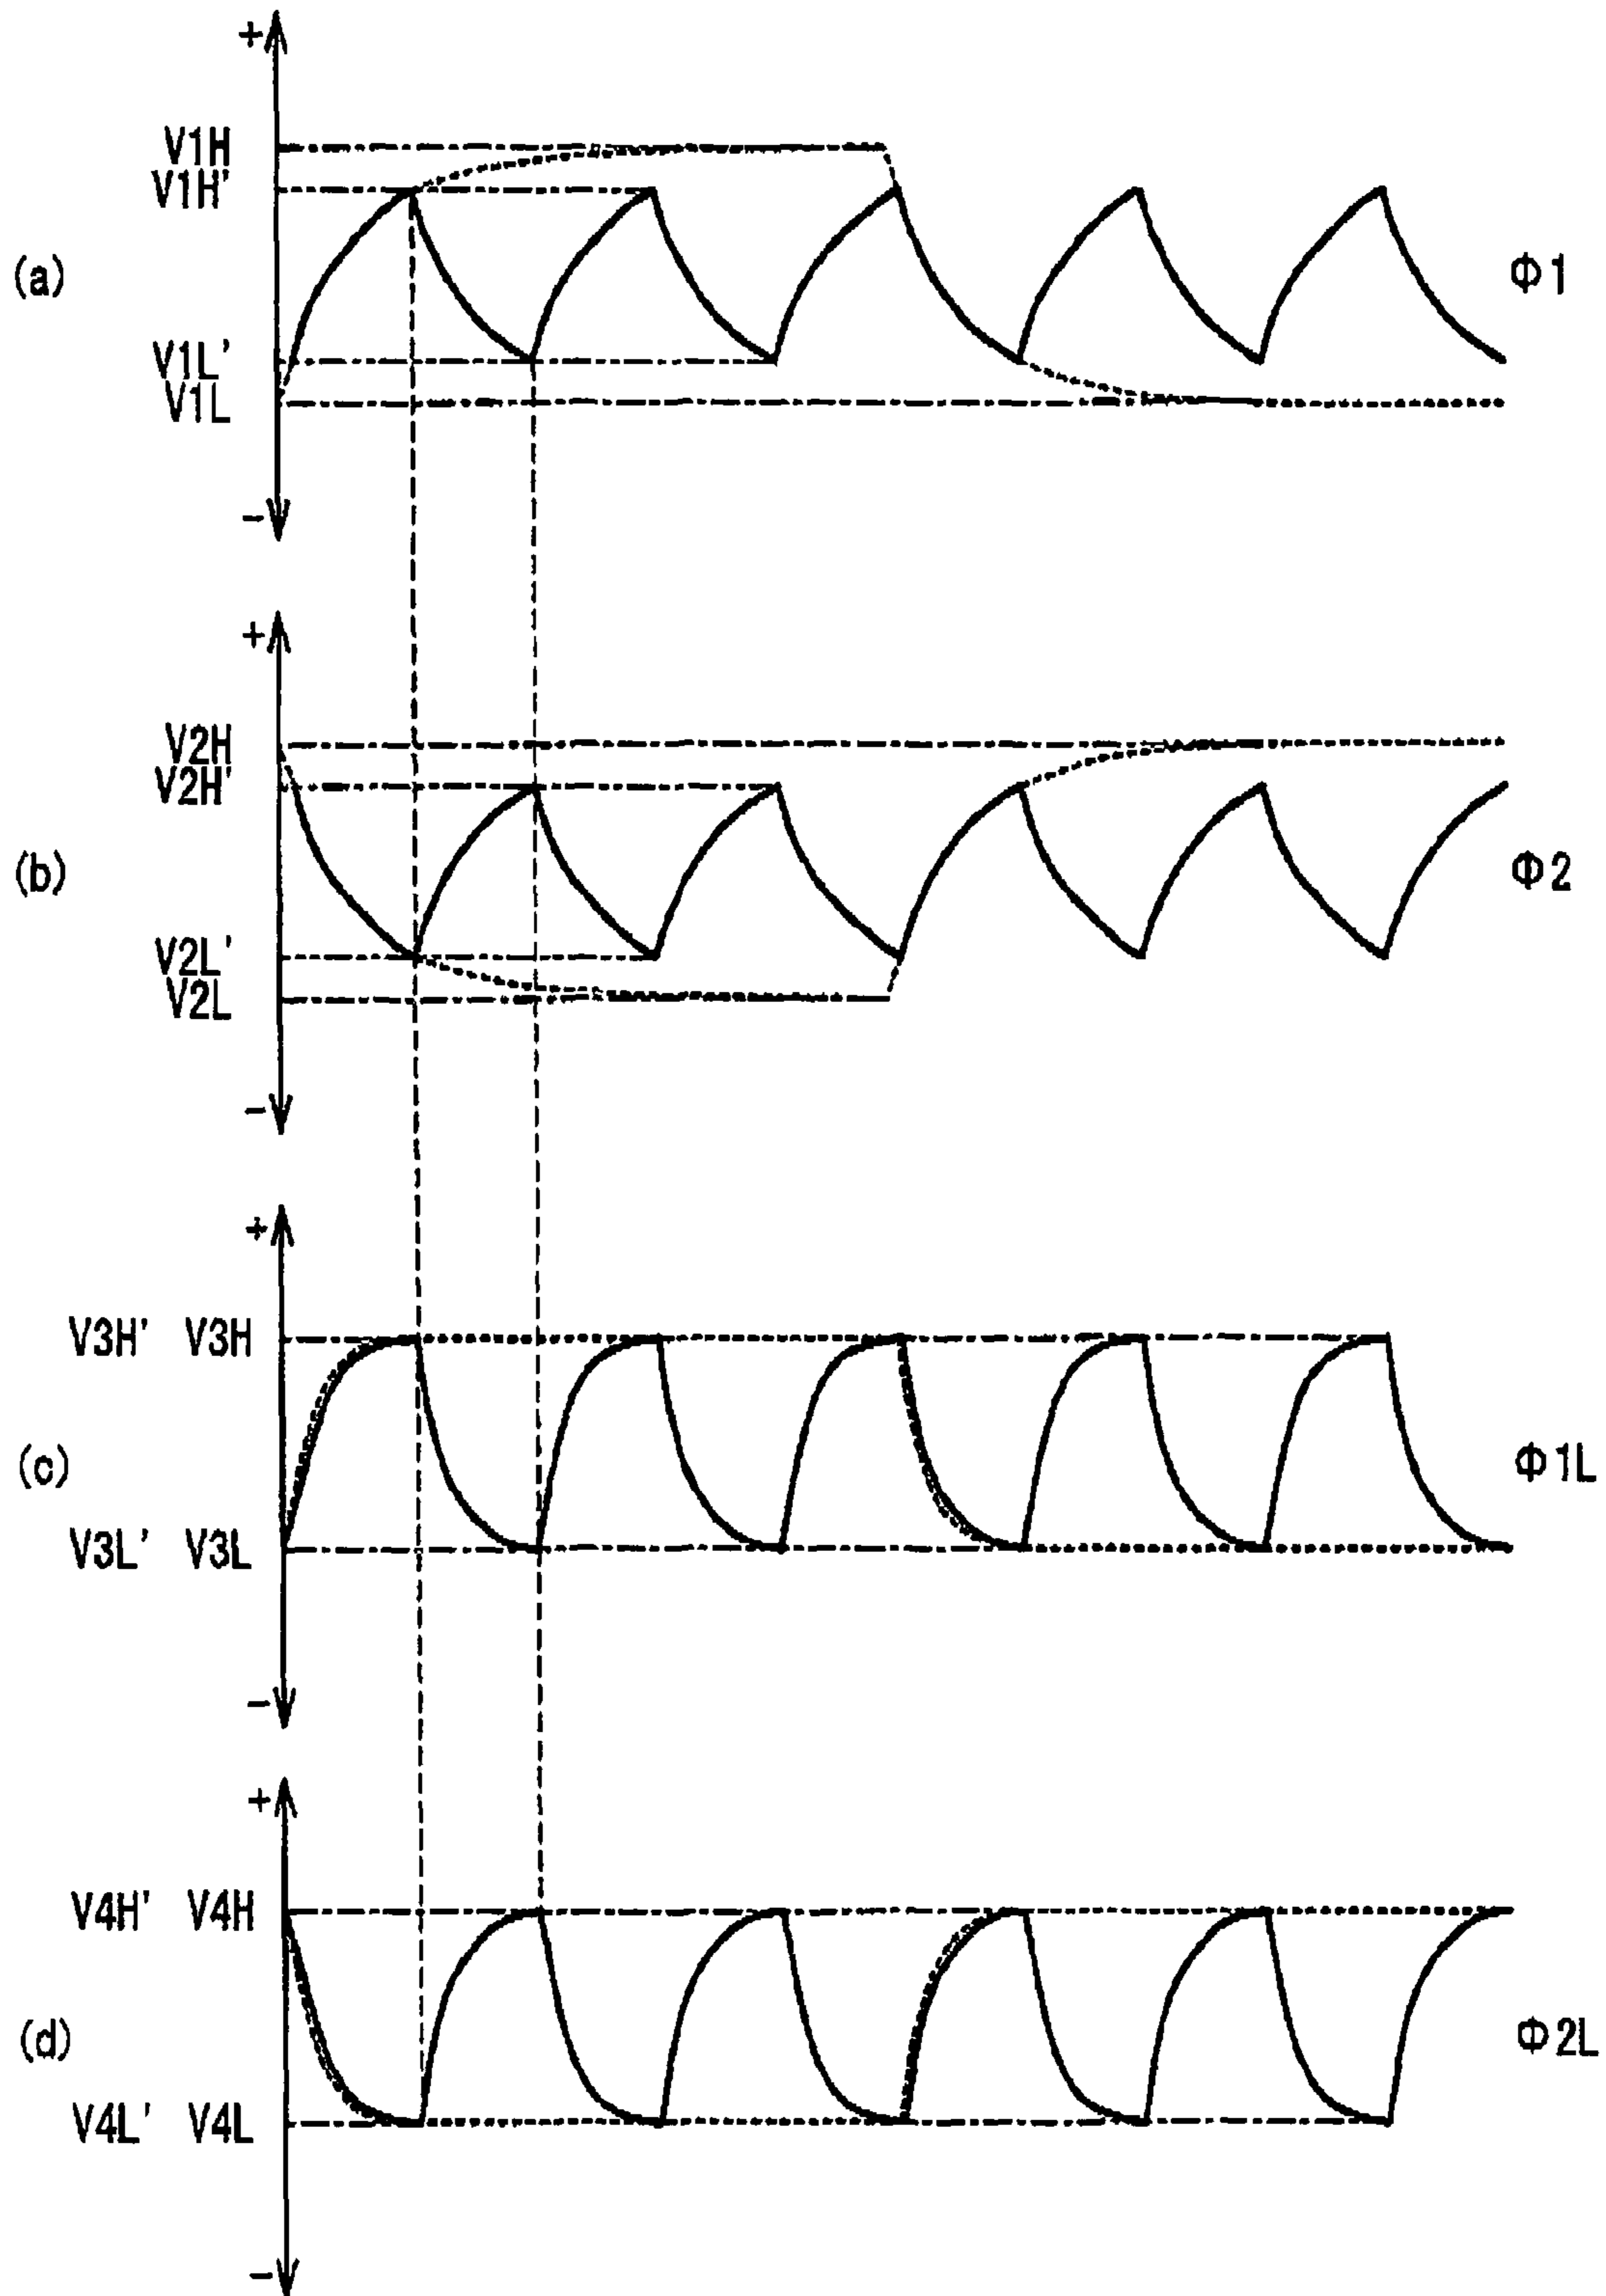 +
V1H
V1H'
(a)
Φ1
V1L'
V1L
-
+
V2H
V2H'
(b)
Φ2
V2L'
V2L
-
+
V3H' V3H
(c)
Φ1L
V3L' V3L
-
+
V4H' V4H
(d)
Φ2L
V4L' V4L
-